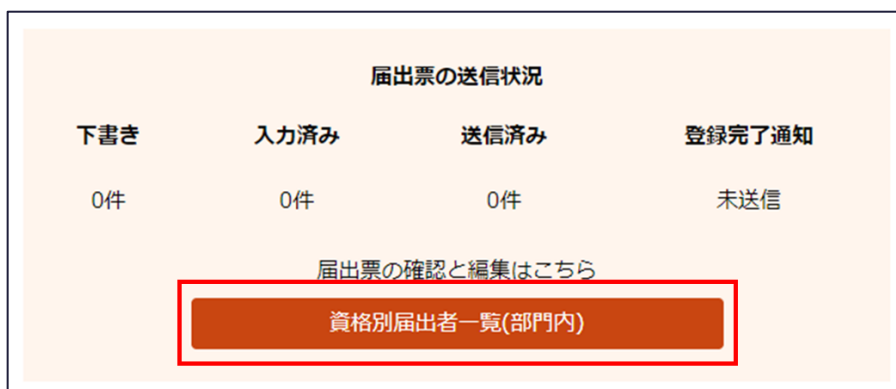 届出票の送信状況
下書き 入力済み 送信済み 登録完了通知
0件 0件 0件 未送信
届出票の確認と編集はこちら
資格別届出者一覧(部門内)